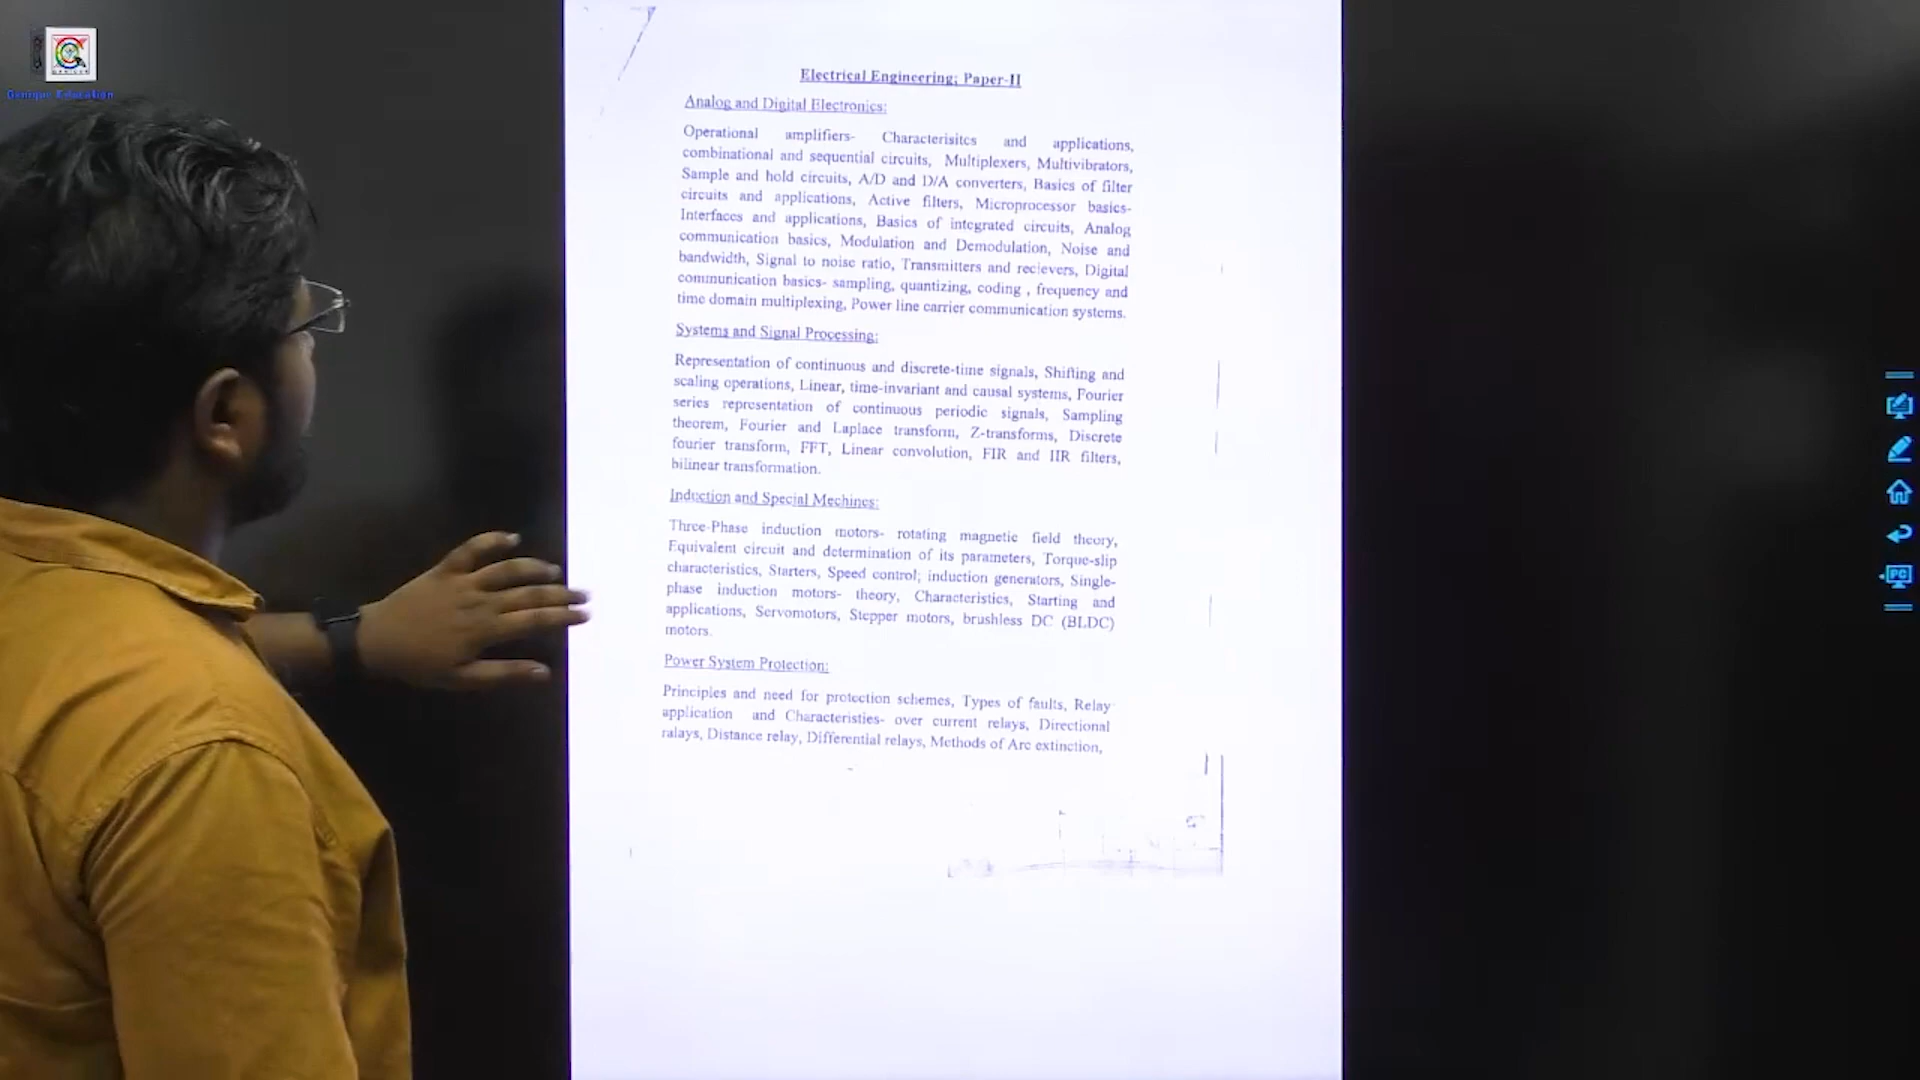 Genique Education
Electrical Engineering; Paper-II
Analog and Digital Electronics:
Operational amplifiers- Characterisitcs and applications,
combinational and sequential circuits, Multiplexers, Multivibrators,
Sample and hold circuits, A/D and D/A converters, Basics of filter
circuits and applications, Active filters, Microprocessor basics-
Interfaces and applications, Basics of integrated circuits, Analog
communication basics, Modulation and Demodulation, Noise and
bandwidth, Signal to noise ratio, Transmitters and recievers, Digital
communication basics- sampling, quantizing, coding , frequency and
time domain multiplexing, Power line carrier communication systems.
Systems and Signal Processing:
Representation of continuous and discrete-time signals, Shifting and
scaling operations, Linear, time-invariant and causal systems, Fourier
series representation of continuous periodic signals, Sampling
theorem, Fourier and Laplace transform, Z-transforms, Discrete
fourier transform, FFT, Linear convolution, FIR and IIR filters,
bilinear transformation.
Induction and Special Mechines:
Three-Phase induction motors- rotating magnetic field theory,
Equivalent circuit and determination of its parameters, Torque-slip
characteristics, Starters, Speed control; induction generators, Single-
phase induction motors- theory, Characteristics, Starting and
applications, Servomotors, Stepper motors, brushless DC (BLDC)
motors.
Power System Protection:
Principles and need for protection schemes, Types of faults, Relay
application and Characteristies- over current relays, Directional
ralays, Distance relay, Differential relays, Methods of Arc extinction,
PC